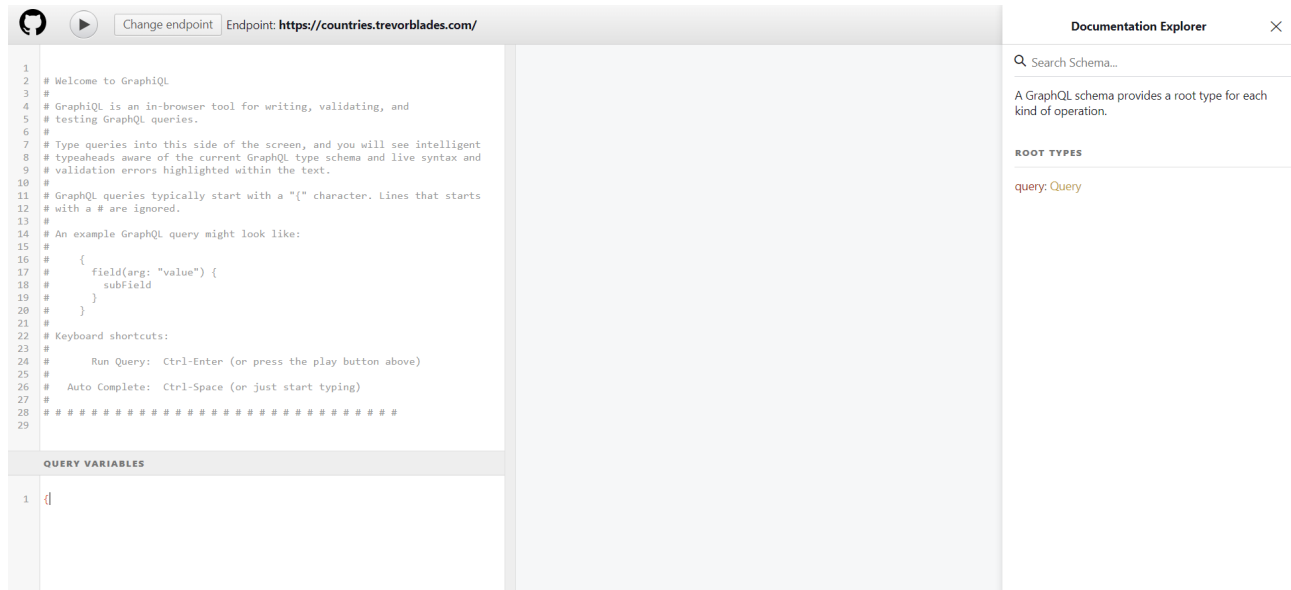 Change endpoint Endpoint: https://countries.trevorblades.com/
1
2 # Welcome to GraphiQL
3 #
4 # GraphiQL is an in-browser tool for writing, validating, and
5 # testing GraphQL queries.
6 #
7 # Type queries into this side of the screen, and you will see intelligent
8 # typeaheads aware of the current GraphQL type schema and live syntax and
9 # validation errors highlighted within the text.
10 #
11 # GraphQL queries typically start with a "{" character. Lines that starts
12 # with a # are ignored.
13 #
14 # An example GraphQL query might look like:
15 #
16 #     {
17 #       field(arg: "value") {
18 #         subField
19 #       }
20 #     }
21 #
22 # Keyboard shortcuts:
23 #
24 #       Run Query:  Ctrl-Enter (or press the play button above)
25 #
26 #   Auto Complete:  Ctrl-Space (or just start typing)
27 #
28 # # # # # # # # # # # # # # # # # # # # # # # # # # # # # #
29
QUERY VARIABLES
1 {
Documentation Explorer
Search Schema...
A GraphQL schema provides a root type for each
kind of operation.
ROOT TYPES
query: Query